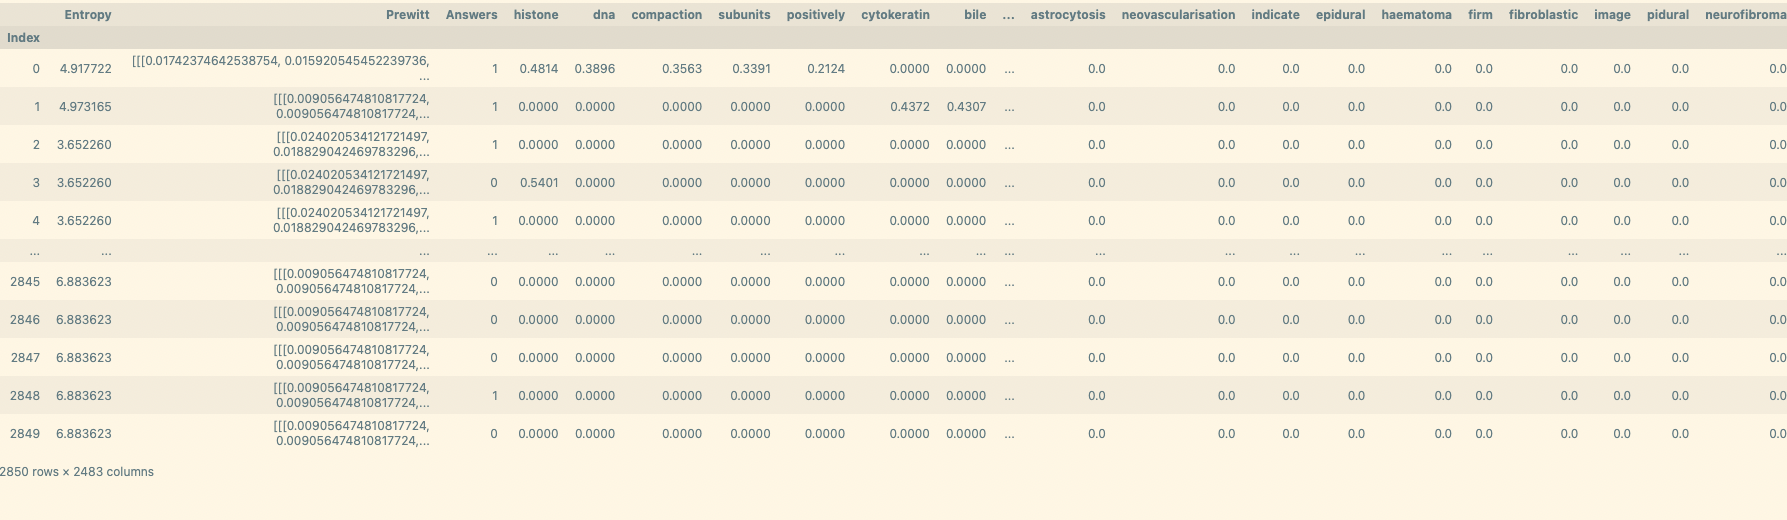 Entropy Prewitt Answers histone dna compaction subunits positively cytokeratin bile ... astrocytosis neovascularisation indicate epidural haematoma firm fibroblastic image pidural neurofibroma
Index
0 4.917722 [[[0.01742374642538754, 0.015920545452239736, ... 1 0.4814 0.3896 0.3563 0.3391 0.2124 0.0000 0.0000 ... 0.0 0.0 0.0 0.0 0.0 0.0 0.0 0.0 0.0 0.0
1 4.973165 [[[0.009056474810817724, 0.009056474810817724,... 1 0.0000 0.0000 0.0000 0.0000 0.0000 0.4372 0.4307 ... 0.0 0.0 0.0 0.0 0.0 0.0 0.0 0.0 0.0 0.0
2 3.652260 [[[0.024020534121721497, 0.018829042469783296,... 1 0.0000 0.0000 0.0000 0.0000 0.0000 0.0000 0.0000 ... 0.0 0.0 0.0 0.0 0.0 0.0 0.0 0.0 0.0 0.0
3 3.652260 [[[0.024020534121721497, 0.018829042469783296,... 0 0.5401 0.0000 0.0000 0.0000 0.0000 0.0000 0.0000 ... 0.0 0.0 0.0 0.0 0.0 0.0 0.0 0.0 0.0 0.0
4 3.652260 [[[0.024020534121721497, 0.018829042469783296,... 1 0.0000 0.0000 0.0000 0.0000 0.0000 0.0000 0.0000 ... 0.0 0.0 0.0 0.0 0.0 0.0 0.0 0.0 0.0 0.0
... ... ... ... ... ... ... ... ... ... ... ... ... ... ... ... ... ... ... ... ... ...
2845 6.883623 [[[0.009056474810817724, 0.009056474810817724,... 0 0.0000 0.0000 0.0000 0.0000 0.0000 0.0000 0.0000 ... 0.0 0.0 0.0 0.0 0.0 0.0 0.0 0.0 0.0 0.0
2846 6.883623 [[[0.009056474810817724, 0.009056474810817724,... 0 0.0000 0.0000 0.0000 0.0000 0.0000 0.0000 0.0000 ... 0.0 0.0 0.0 0.0 0.0 0.0 0.0 0.0 0.0 0.0
2847 6.883623 [[[0.009056474810817724, 0.009056474810817724,... 0 0.0000 0.0000 0.0000 0.0000 0.0000 0.0000 0.0000 ... 0.0 0.0 0.0 0.0 0.0 0.0 0.0 0.0 0.0 0.0
2848 6.883623 [[[0.009056474810817724, 0.009056474810817724,... 1 0.0000 0.0000 0.0000 0.0000 0.0000 0.0000 0.0000 ... 0.0 0.0 0.0 0.0 0.0 0.0 0.0 0.0 0.0 0.0
2849 6.883623 [[[0.009056474810817724, 0.009056474810817724,... 0 0.0000 0.0000 0.0000 0.0000 0.0000 0.0000 0.0000 ... 0.0 0.0 0.0 0.0 0.0 0.0 0.0 0.0 0.0 0.0
2850 rows × 2483 columns